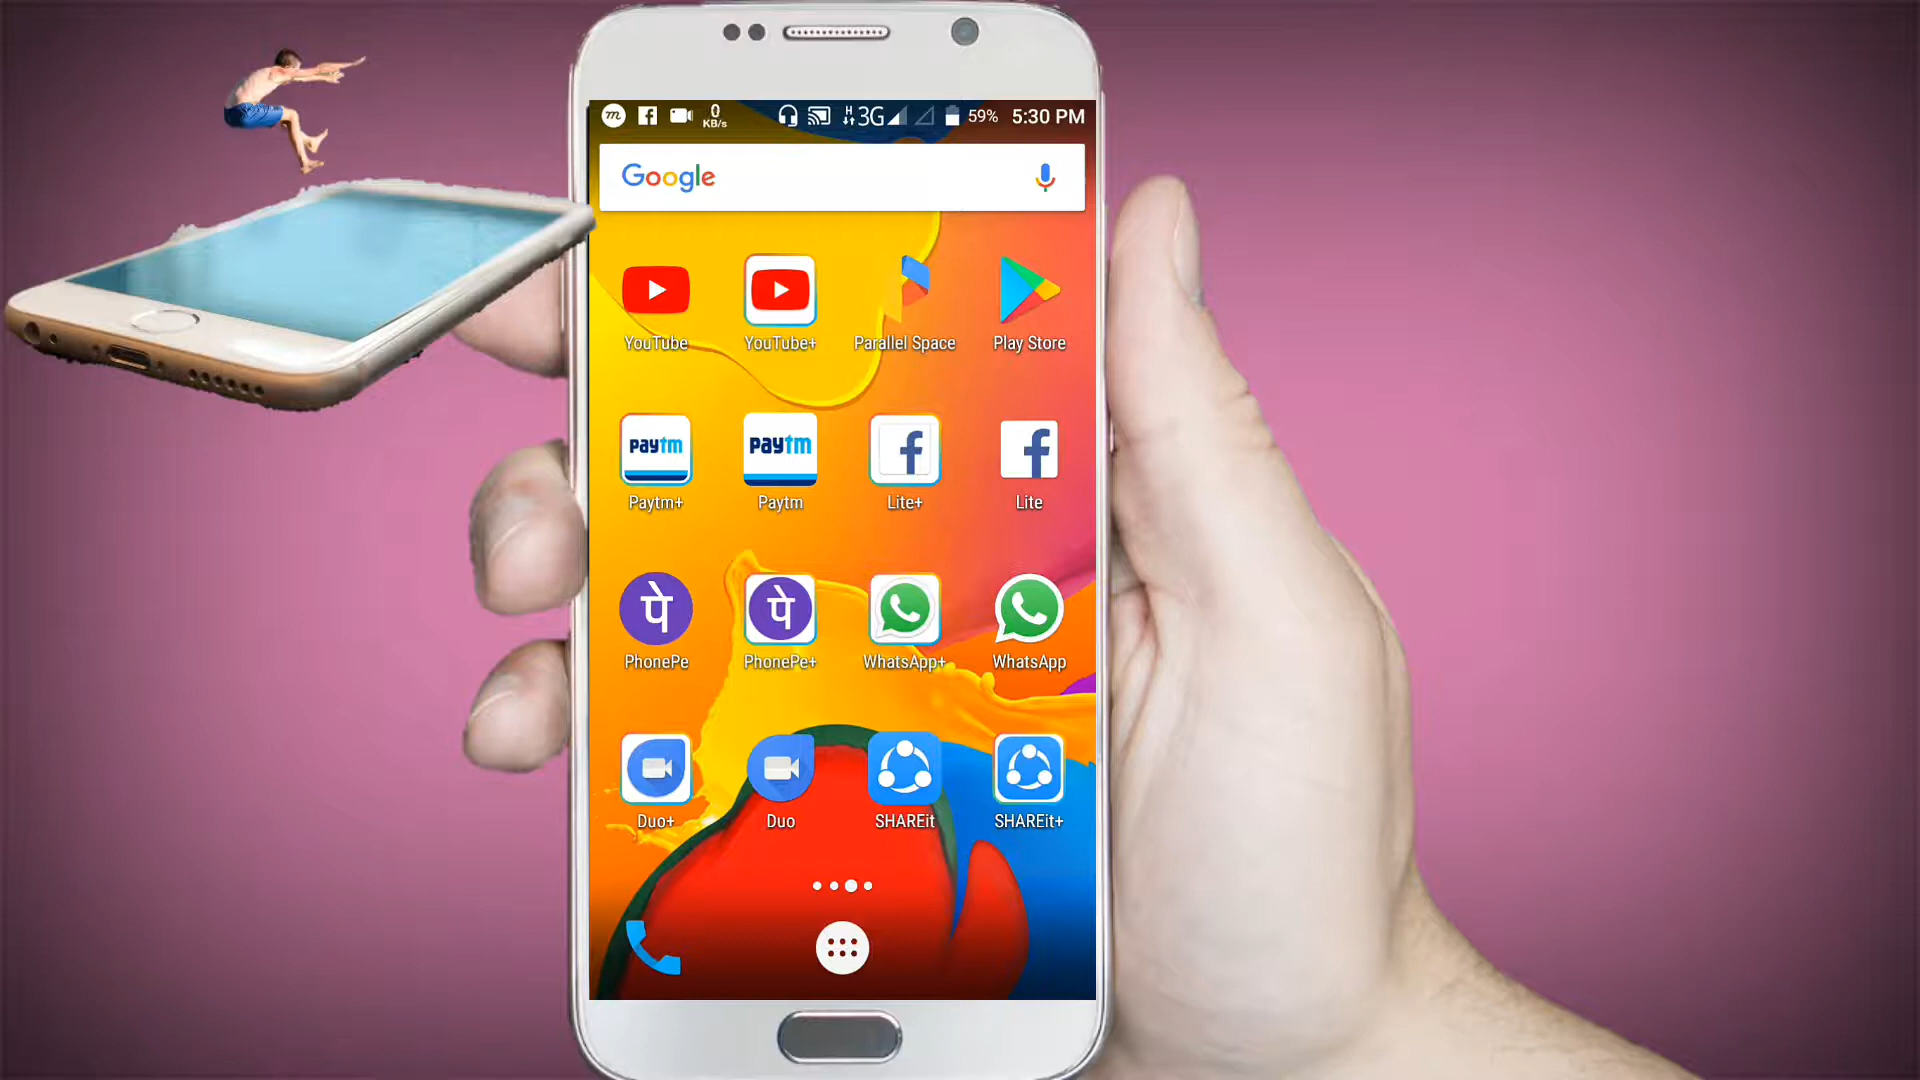 m f 0 KB/s H 3G 59% 5:30 PM
Google
YouTube YouTube+ Parallel Space Play Store
paytm paytm f f
Paytm+ Paytm Lite+ Lite
पे पे
PhonePe PhonePe+ WhatsApp+ WhatsApp
Duo+ Duo SHAREit SHAREit+